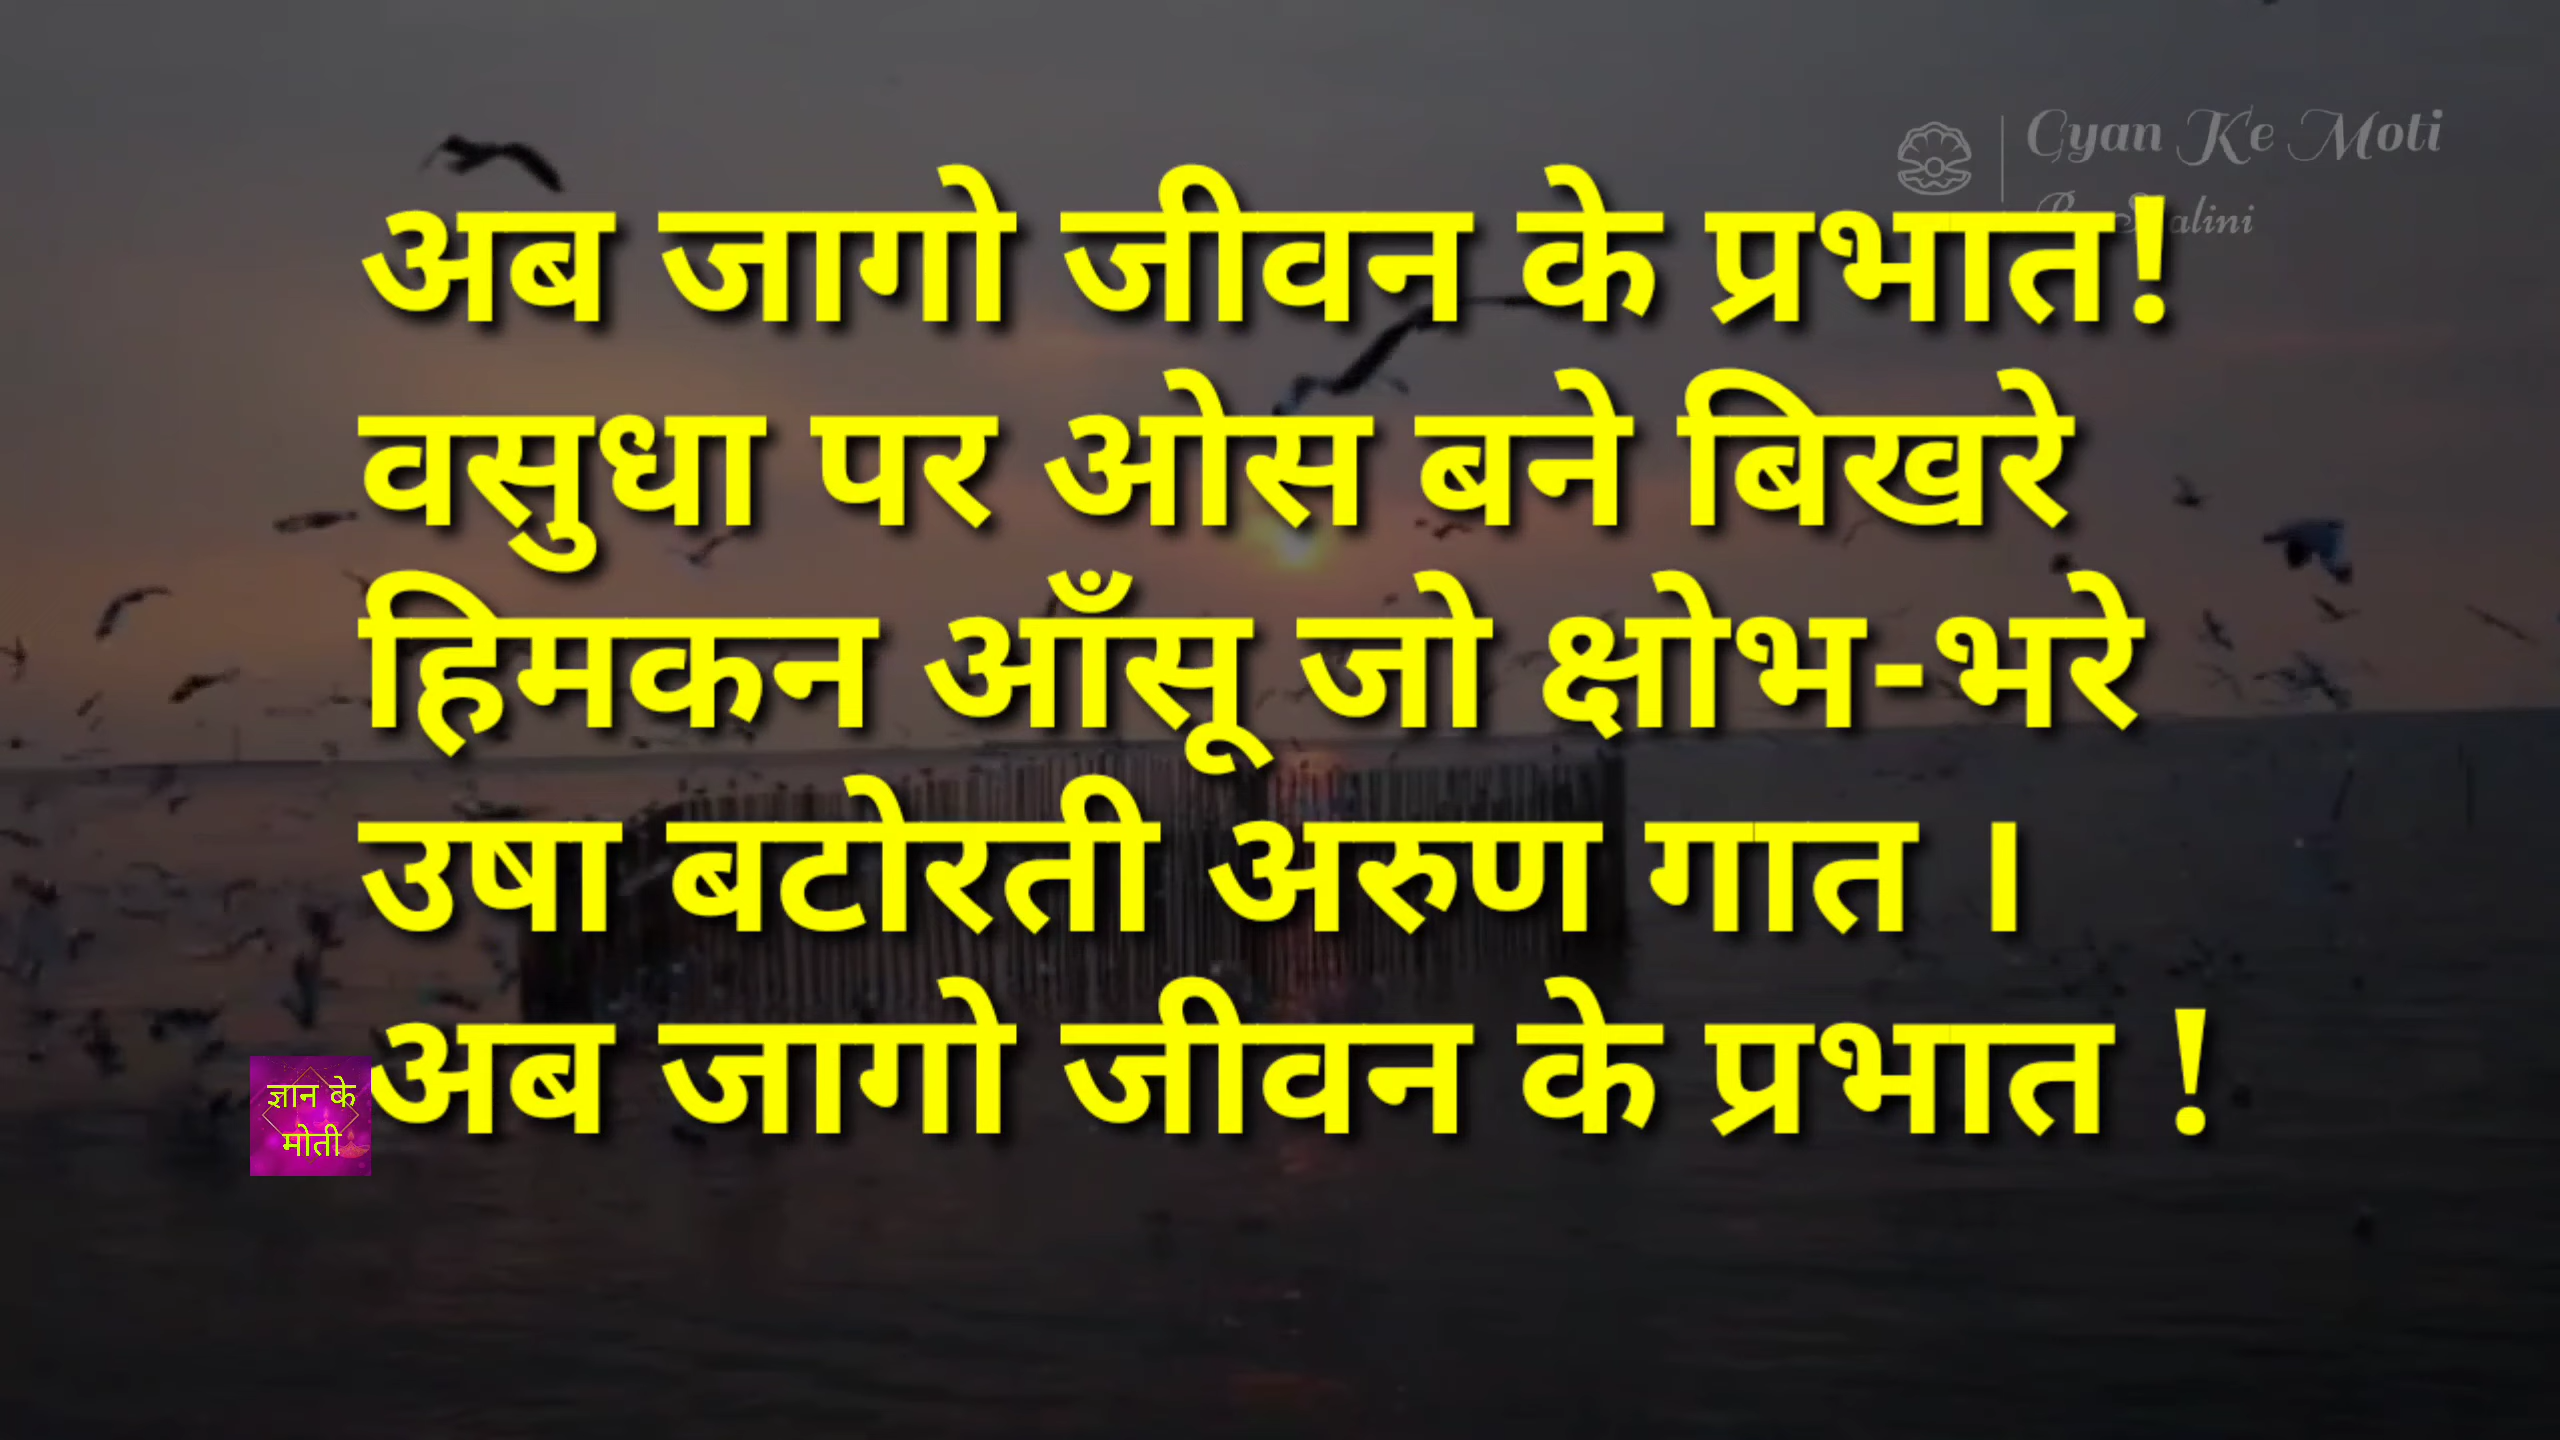 Gyan Ke Moti
अब जागो जीवन के प्रभात!
वसुधा पर ओस बने बिखरे
हिमकन आँसू जो क्षोभ-भरे
उषा बटोरती अरुण गात ।
अब जागो जीवन के प्रभात !
ज्ञान के
मोती